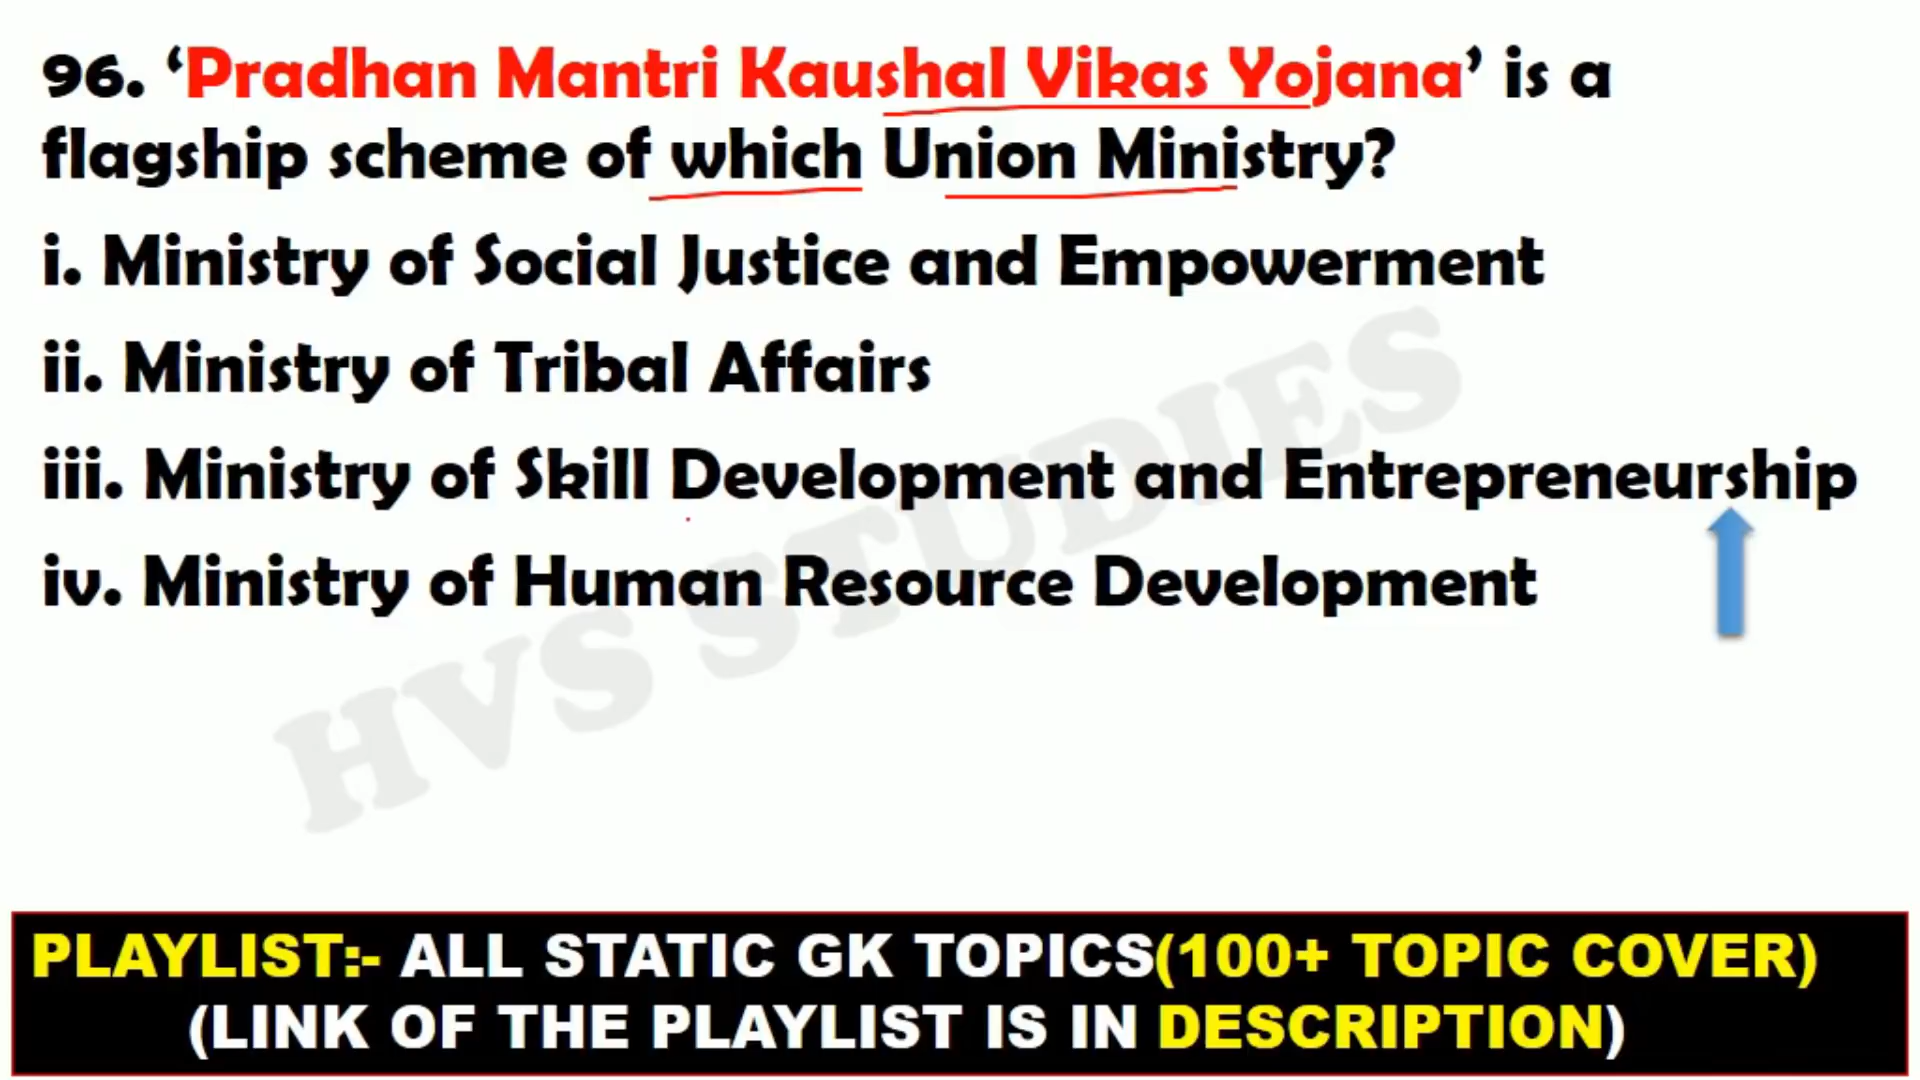 96. ‘Pradhan Mantri Kaushal Vikas Yojana’ is a
flagship scheme of which Union Ministry?
i. Ministry of Social Justice and Empowerment
ii. Ministry of Tribal Affairs
iii. Ministry of Skill Development and Entrepreneurship
iv. Ministry of Human Resource Development
HVS STUDIES
PLAYLIST:- ALL STATIC GK TOPICS(100+ TOPIC COVER)
(LINK OF THE PLAYLIST IS IN DESCRIPTION)